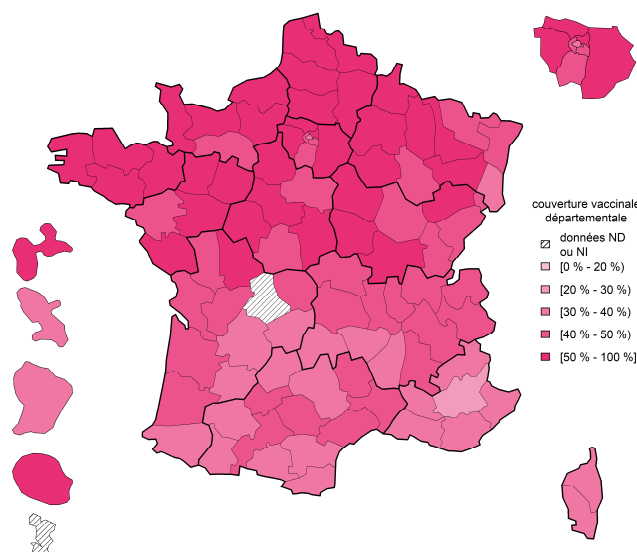 couverture vaccinale
départementale
données ND
ou NI
[0 % - 20 %)
[20 % - 30 %)
[30 % - 40 %)
[40 % - 50 %)
[50 % - 100 %]